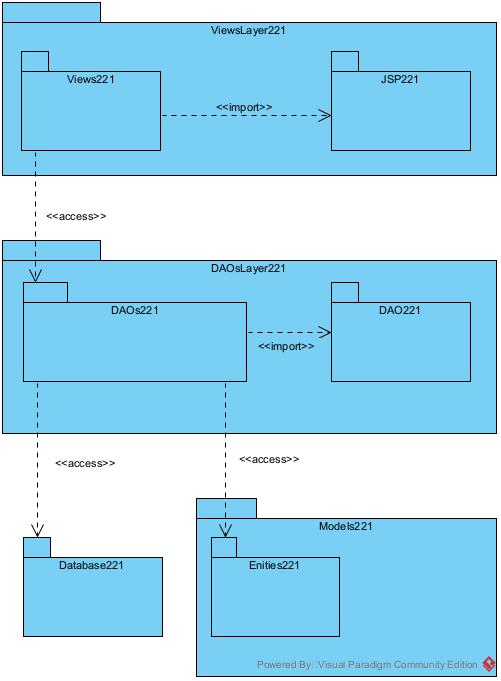 ViewsLayer221
Views221
JSP221
<<import>>
<<access>>
DAOsLayer221
DAOs221
DAO221
<<import>>
<<access>>
<<access>>
Models221
Database221
Enities221
Powered By: Visual Paradigm Community Edition